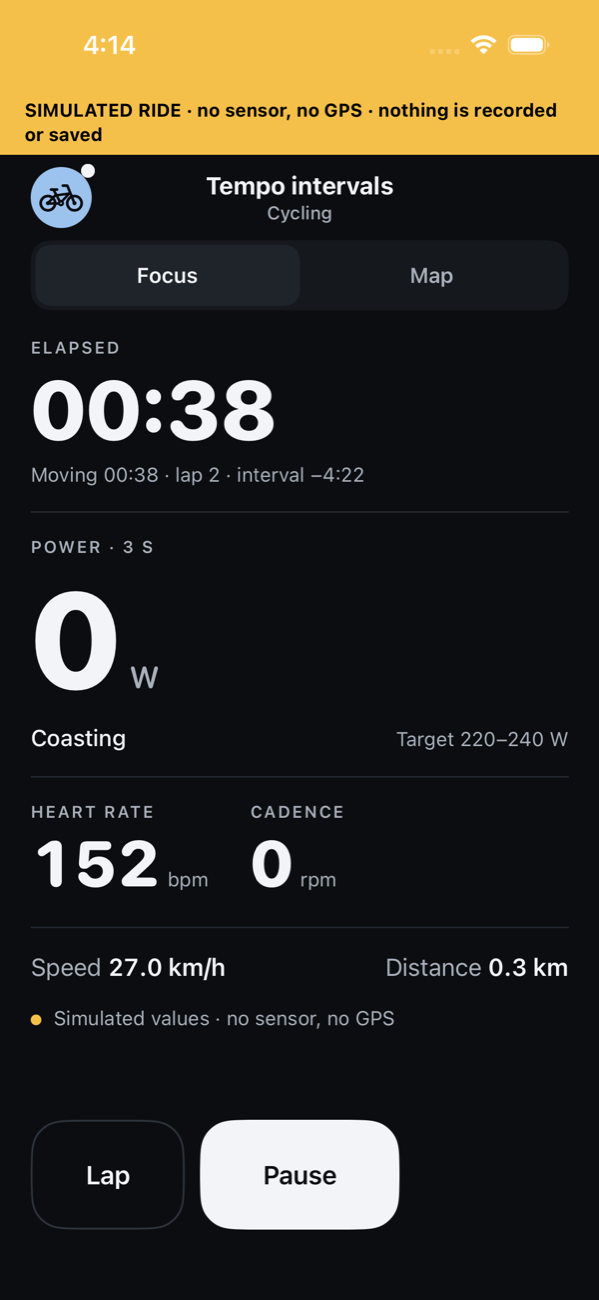 4:14
SIMULATED RIDE · no sensor, no GPS · nothing is recorded
or saved
Tempo intervals
Cycling
Focus Map
ELAPSED
00:38
Moving 00:38 · lap 2 · interval −4:22
POWER · 3 S
0 W
Coasting Target 220–240 W
HEART RATE CADENCE
152 bpm 0 rpm
Speed 27.0 km/h Distance 0.3 km
Simulated values · no sensor, no GPS
Lap Pause